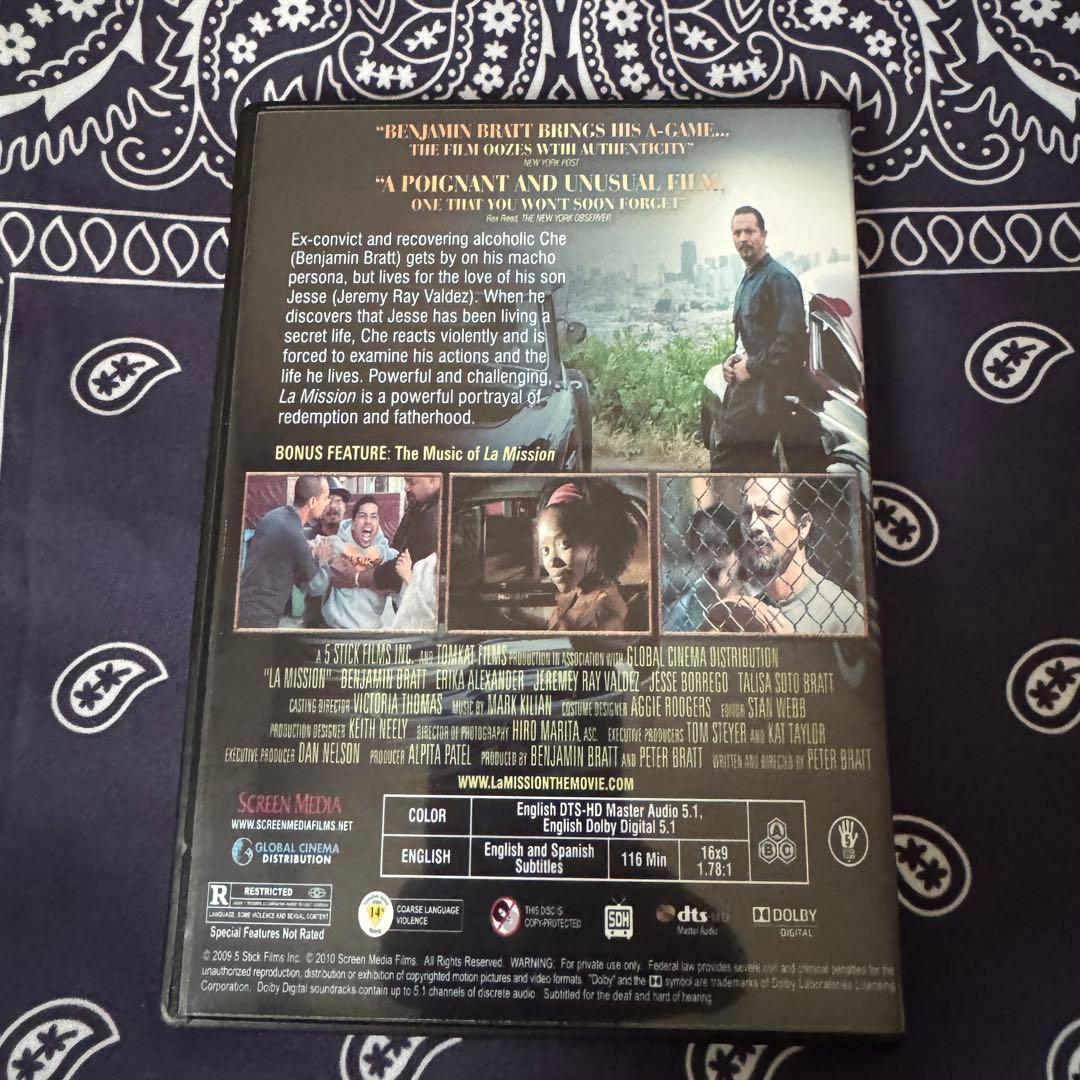 “BENJAMIN BRATT BRINGS HIS A-GAME...
THE FILM OOZES WTIH AUTHENTICITY”
NEW YORK POST
“A POIGNANT AND UNUSUAL FILM,
ONE THAT YOU WON'T SOON FORGET”
Rex Reed, THE NEW YORK OBSERVER
Ex-convict and recovering alcoholic Che
(Benjamin Bratt) gets by on his macho
persona, but lives for the love of his son
Jesse (Jeremy Ray Valdez). When he
discovers that Jesse has been living a
secret life, Che reacts violently and is
forced to examine his actions and the
life he lives. Powerful and challenging,
La Mission is a powerful portrayal of
redemption and fatherhood.
BONUS FEATURE: The Music of La Mission
A 5 STICK FILMS INC. AND TOMKAT FILMS PRODUCTION IN ASSOCIATION WITH GLOBAL CINEMA DISTRIBUTION
"LA MISSION" BENJAMIN BRATT ERIKA ALEXANDER JEREMEY RAY VALDEZ JESSE BORREGO TALISA SOTO BRATT
CASTING DIRECTOR VICTORIA THOMAS MUSIC BY MARK KILIAN COSTUME DESIGNER AGGIE RODGERS EDITOR STAN WEBB
PRODUCTION DESIGNER KEITH NEELY DIRECTOR OF PHOTOGRAPHY HIRO MARITA, ASC. EXECUTIVE PRODUCERS TOM STEYER AND KAT TAYLOR
EXECUTIVE PRODUCER DAN NELSON PRODUCER ALPITA PATEL PRODUCED BY BENJAMIN BRATT AND PETER BRATT WRITTEN AND DIRECTED BY PETER BRATT
WWW.LAMISSIONTHEMOVIE.COM
SCREEN MEDIA
WWW.SCREENMEDIAFILMS.NET
GLOBAL CINEMA
DISTRIBUTION
COLOR
English DTS-HD Master Audio 5.1,
English Dolby Digital 5.1
ENGLISH
English and Spanish
Subtitles
116 Min
16x9
1.78:1
A
B C
5
R RESTRICTED
LANGUAGE, SOME VIOLENCE AND SEXUAL CONTENT
Special Features Not Rated
14
COARSE LANGUAGE
VIOLENCE
THIS DISC IS
COPY-PROTECTED
SDH
dts-HD
Master Audio
DOLBY
DIGITAL
© 2009 5 Stick Films Inc. © 2010 Screen Media Films. All Rights Reserved. WARNING: For private use only. Federal law provides severe civil and criminal penalties for the
unauthorized reproduction, distribution or exhibition of copyrighted motion pictures and video formats. "Dolby" and the symbol are trademarks of Dolby Laboratories Licensing
Corporation. Dolby Digital soundtracks contain up to 5.1 channels of discrete audio. Subtitled for the deaf and hard of hearing.